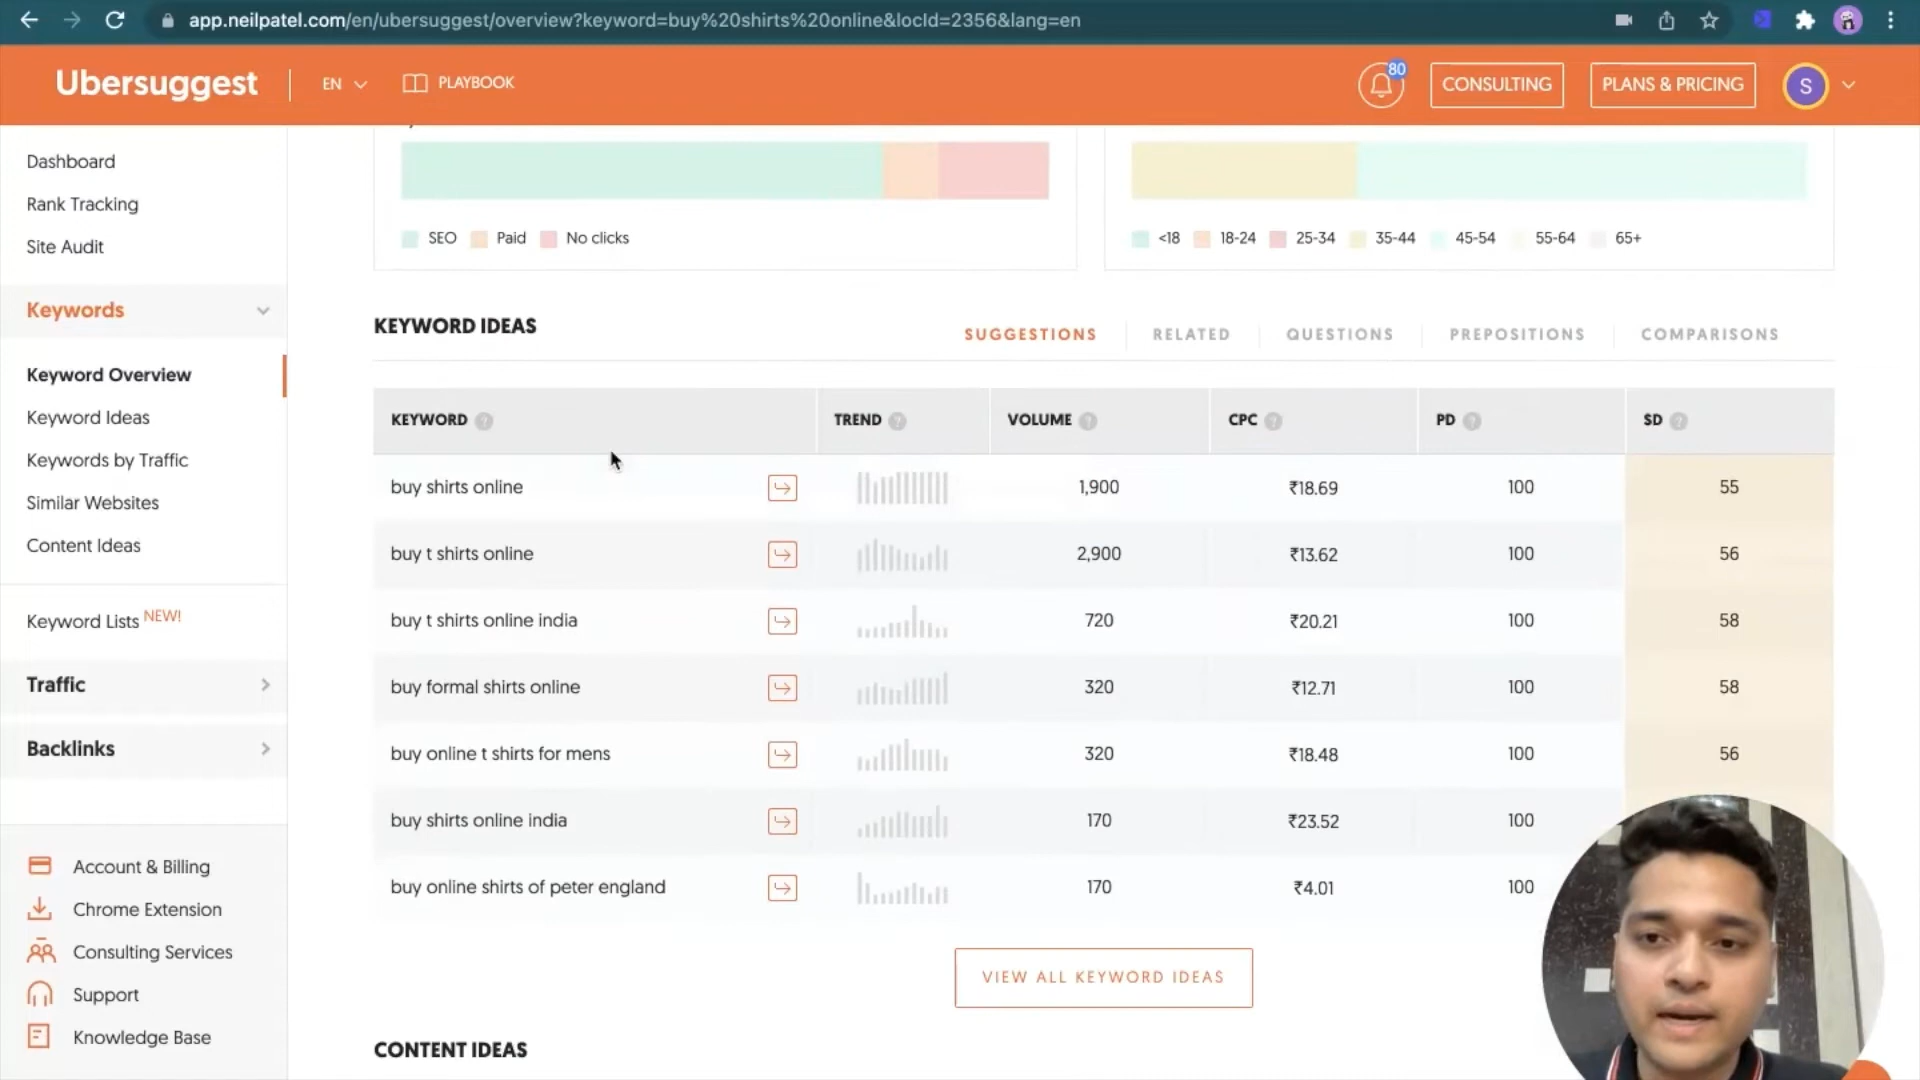 app.neilpatel.com/en/ubersuggest/overview?keyword=buy%20shirts%20online&locId=2356&lang=en
Ubersuggest
EN
PLAYBOOK
80
CONSULTING
PLANS & PRICING
S
Dashboard
Rank Tracking
Site Audit
Keywords
Keyword Overview
Keyword Ideas
Keywords by Traffic
Similar Websites
Content Ideas
Keyword Lists NEW!
Traffic
Backlinks
Account & Billing
Chrome Extension
Consulting Services
Support
Knowledge Base
SEO Paid No clicks
<18 18-24 25-34 35-44 45-54 55-64 65+
KEYWORD IDEAS
SUGGESTIONS RELATED QUESTIONS PREPOSITIONS COMPARISONS
KEYWORD ? TREND ? VOLUME ? CPC ? PD ? SD ?
buy shirts online 1,900 ₹18.69 100 55
buy t shirts online 2,900 ₹13.62 100 56
buy t shirts online india 720 ₹20.21 100 58
buy formal shirts online 320 ₹12.71 100 58
buy online t shirts for mens 320 ₹18.48 100 56
buy shirts online india 170 ₹23.52 100
buy online shirts of peter england 170 ₹4.01 100
VIEW ALL KEYWORD IDEAS
CONTENT IDEAS